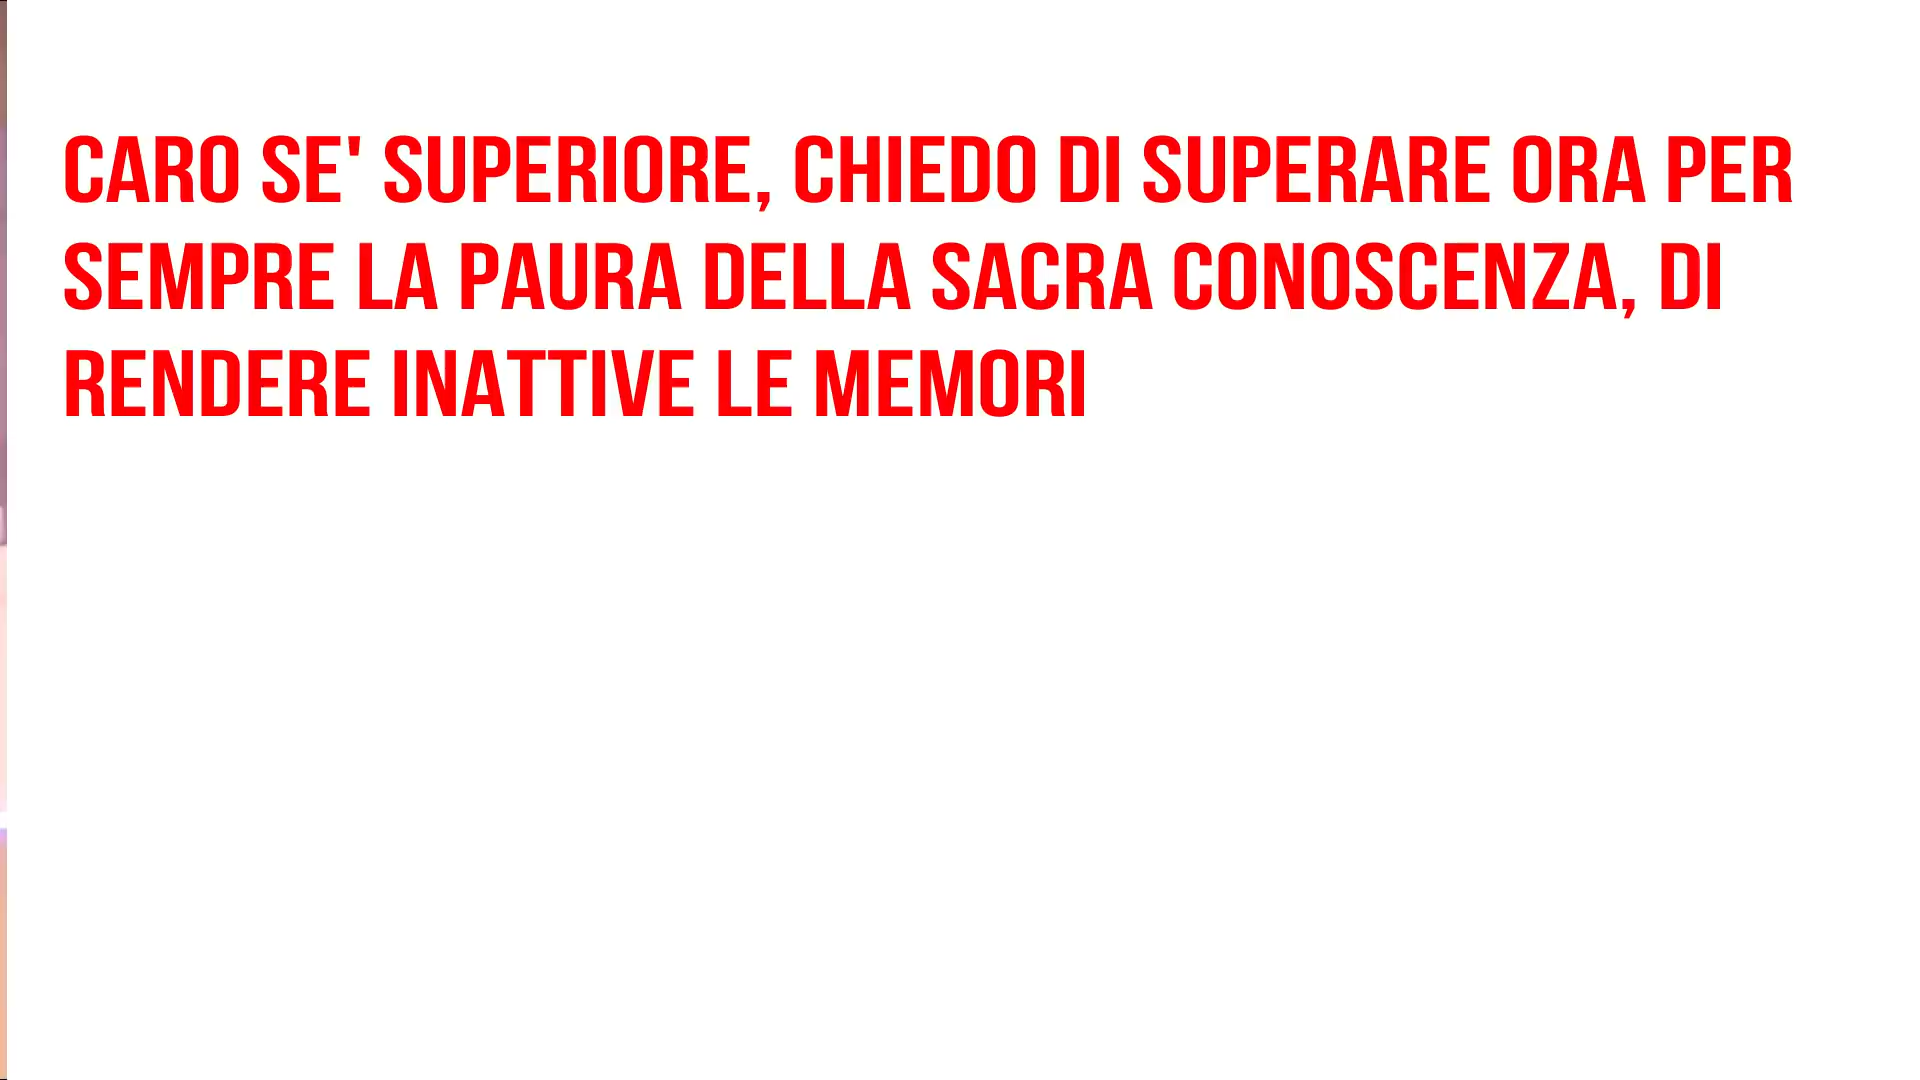 CARO SE' SUPERIORE, CHIEDO DI SUPERARE ORA PER
SEMPRE LA PAURA DELLA SACRA CONOSCENZA, DI
RENDERE INATTIVE LE MEMORI